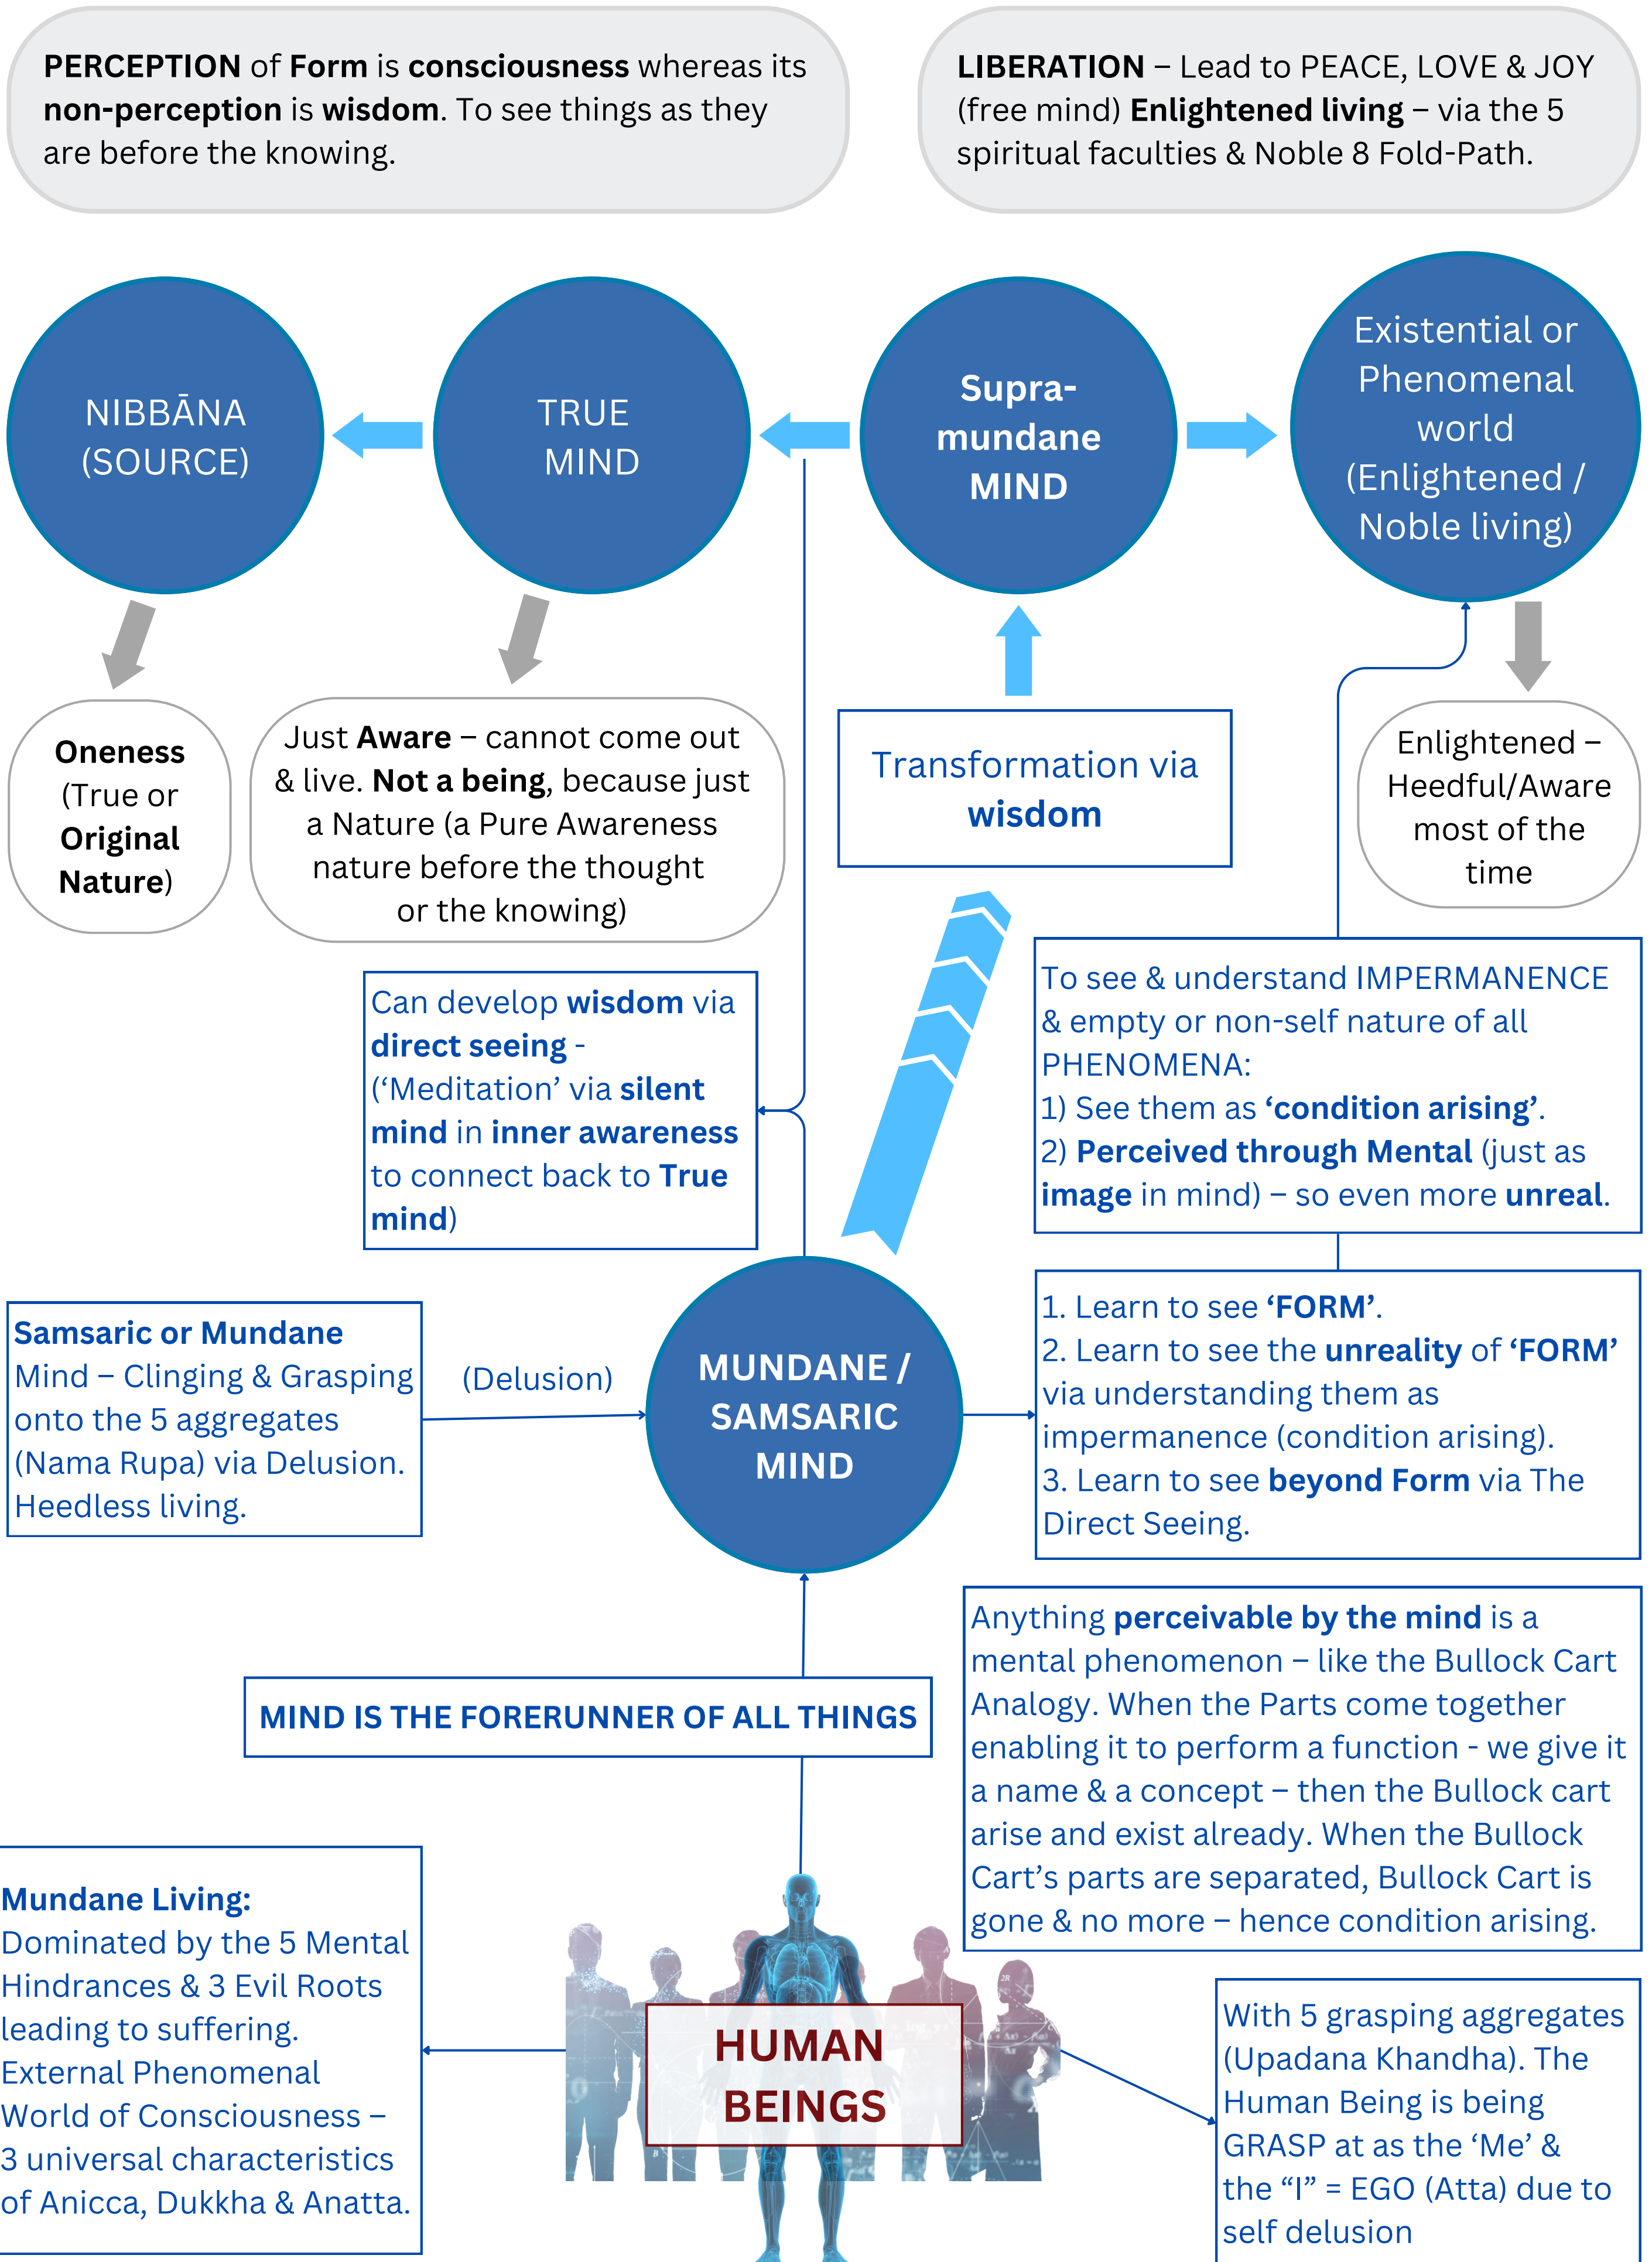 PERCEPTION of Form is consciousness whereas its
non-perception is wisdom. To see things as they
are before the knowing.
LIBERATION – Lead to PEACE, LOVE & JOY
(free mind) Enlightened living – via the 5
spiritual faculties & Noble 8 Fold-Path.
NIBBĀNA
(SOURCE)
TRUE
MIND
Supra-
mundane
MIND
Existential or
Phenomenal
world
(Enlightened /
Noble living)
Oneness
(True or
Original
Nature)
Just Aware – cannot come out
& live. Not a being, because just
a Nature (a Pure Awareness
nature before the thought
or the knowing)
Transformation via
wisdom
Enlightened –
Heedful/Aware
most of the
time
Can develop wisdom via
direct seeing -
(‘Meditation’ via silent
mind in inner awareness
to connect back to True
mind)
To see & understand IMPERMANENCE
& empty or non-self nature of all
PHENOMENA:
1) See them as ‘condition arising’.
2) Perceived through Mental (just as
image in mind) – so even more unreal.
Samsaric or Mundane
Mind – Clinging & Grasping
onto the 5 aggregates
(Nama Rupa) via Delusion.
Heedless living.
(Delusion)
MUNDANE /
SAMSARIC
MIND
1. Learn to see ‘FORM’.
2. Learn to see the unreality of ‘FORM’
via understanding them as
impermanence (condition arising).
3. Learn to see beyond Form via The
Direct Seeing.
MIND IS THE FORERUNNER OF ALL THINGS
Anything perceivable by the mind is a
mental phenomenon – like the Bullock Cart
Analogy. When the Parts come together
enabling it to perform a function - we give it
a name & a concept – then the Bullock cart
arise and exist already. When the Bullock
Cart’s parts are separated, Bullock Cart is
gone & no more – hence condition arising.
Mundane Living:
Dominated by the 5 Mental
Hindrances & 3 Evil Roots
leading to suffering.
External Phenomenal
World of Consciousness –
3 universal characteristics
of Anicca, Dukkha & Anatta.
HUMAN
BEINGS
With 5 grasping aggregates
(Upadana Khandha). The
Human Being is being
GRASP at as the ‘Me’ &
the “I” = EGO (Atta) due to
self delusion